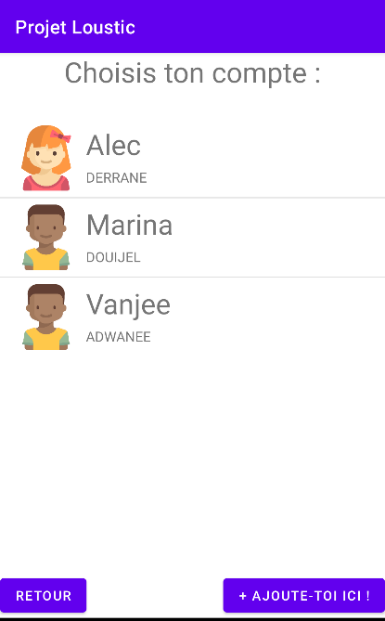 Projet Loustic
Choisis ton compte :
Alec
DERRANE
Marina
DOUIJEL
Vanjee
ADWANEE
RETOUR
+ AJOUTE-TOI ICI !